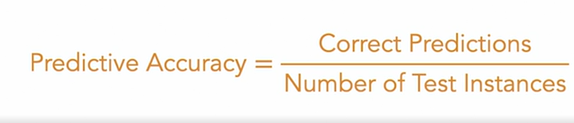 Predictive Accuracy = Correct Predictions
Number of Test Instances